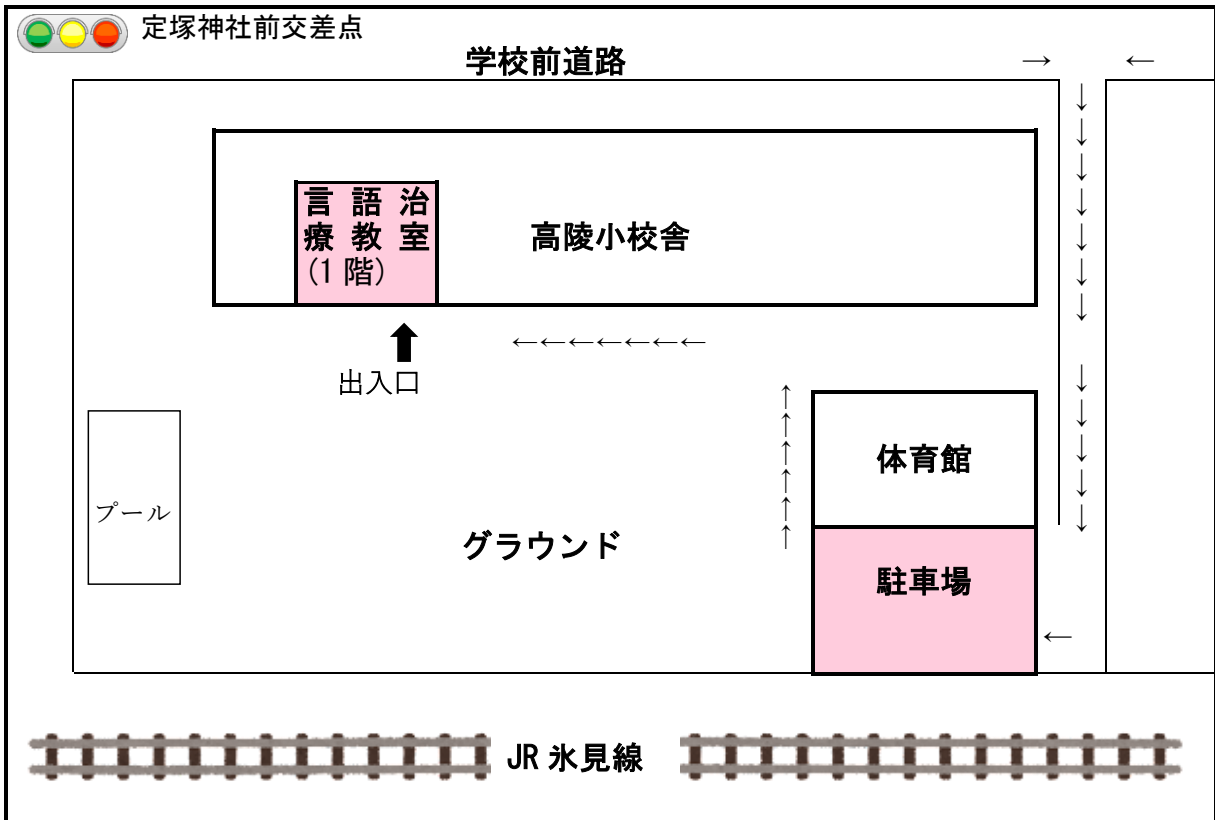 定塚神社前交差点
学校前道路
→ ←
↓↓↓↓↓↓↓
言語治
療教室
(1 階)
高陵小校舎
←←←←←←←
出入口
↑↑↑↑↑↑
↓↓↓↓↓
体育館
プール
グラウンド
駐車場
←
JR 氷見線